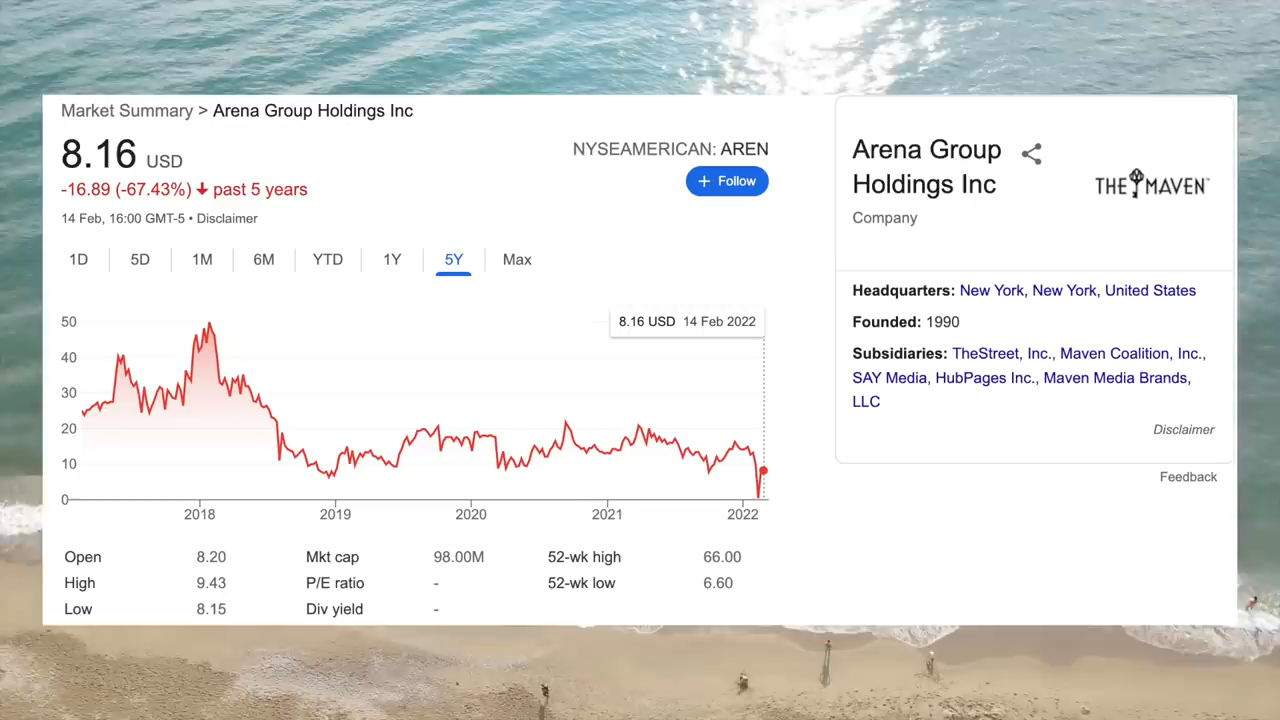 Market Summary > Arena Group Holdings Inc
8.16 USD
-16.89 (-67.43%) ↓ past 5 years
14 Feb, 16:00 GMT-5 • Disclaimer
NYSEAMERICAN: AREN
+ Follow
1D 5D 1M 6M YTD 1Y 5Y Max
8.16 USD 14 Feb 2022
50
40
30
20
10
0
2018 2019 2020 2021 2022
Open 8.20 Mkt cap 98.00M 52-wk high 66.00
High 9.43 P/E ratio - 52-wk low 6.60
Low 8.15 Div yield -
Arena Group
Holdings Inc
Company
THE MAVEN
Headquarters: New York, New York, United States
Founded: 1990
Subsidiaries: TheStreet, Inc., Maven Coalition, Inc.,
SAY Media, HubPages Inc., Maven Media Brands,
LLC
Disclaimer
Feedback